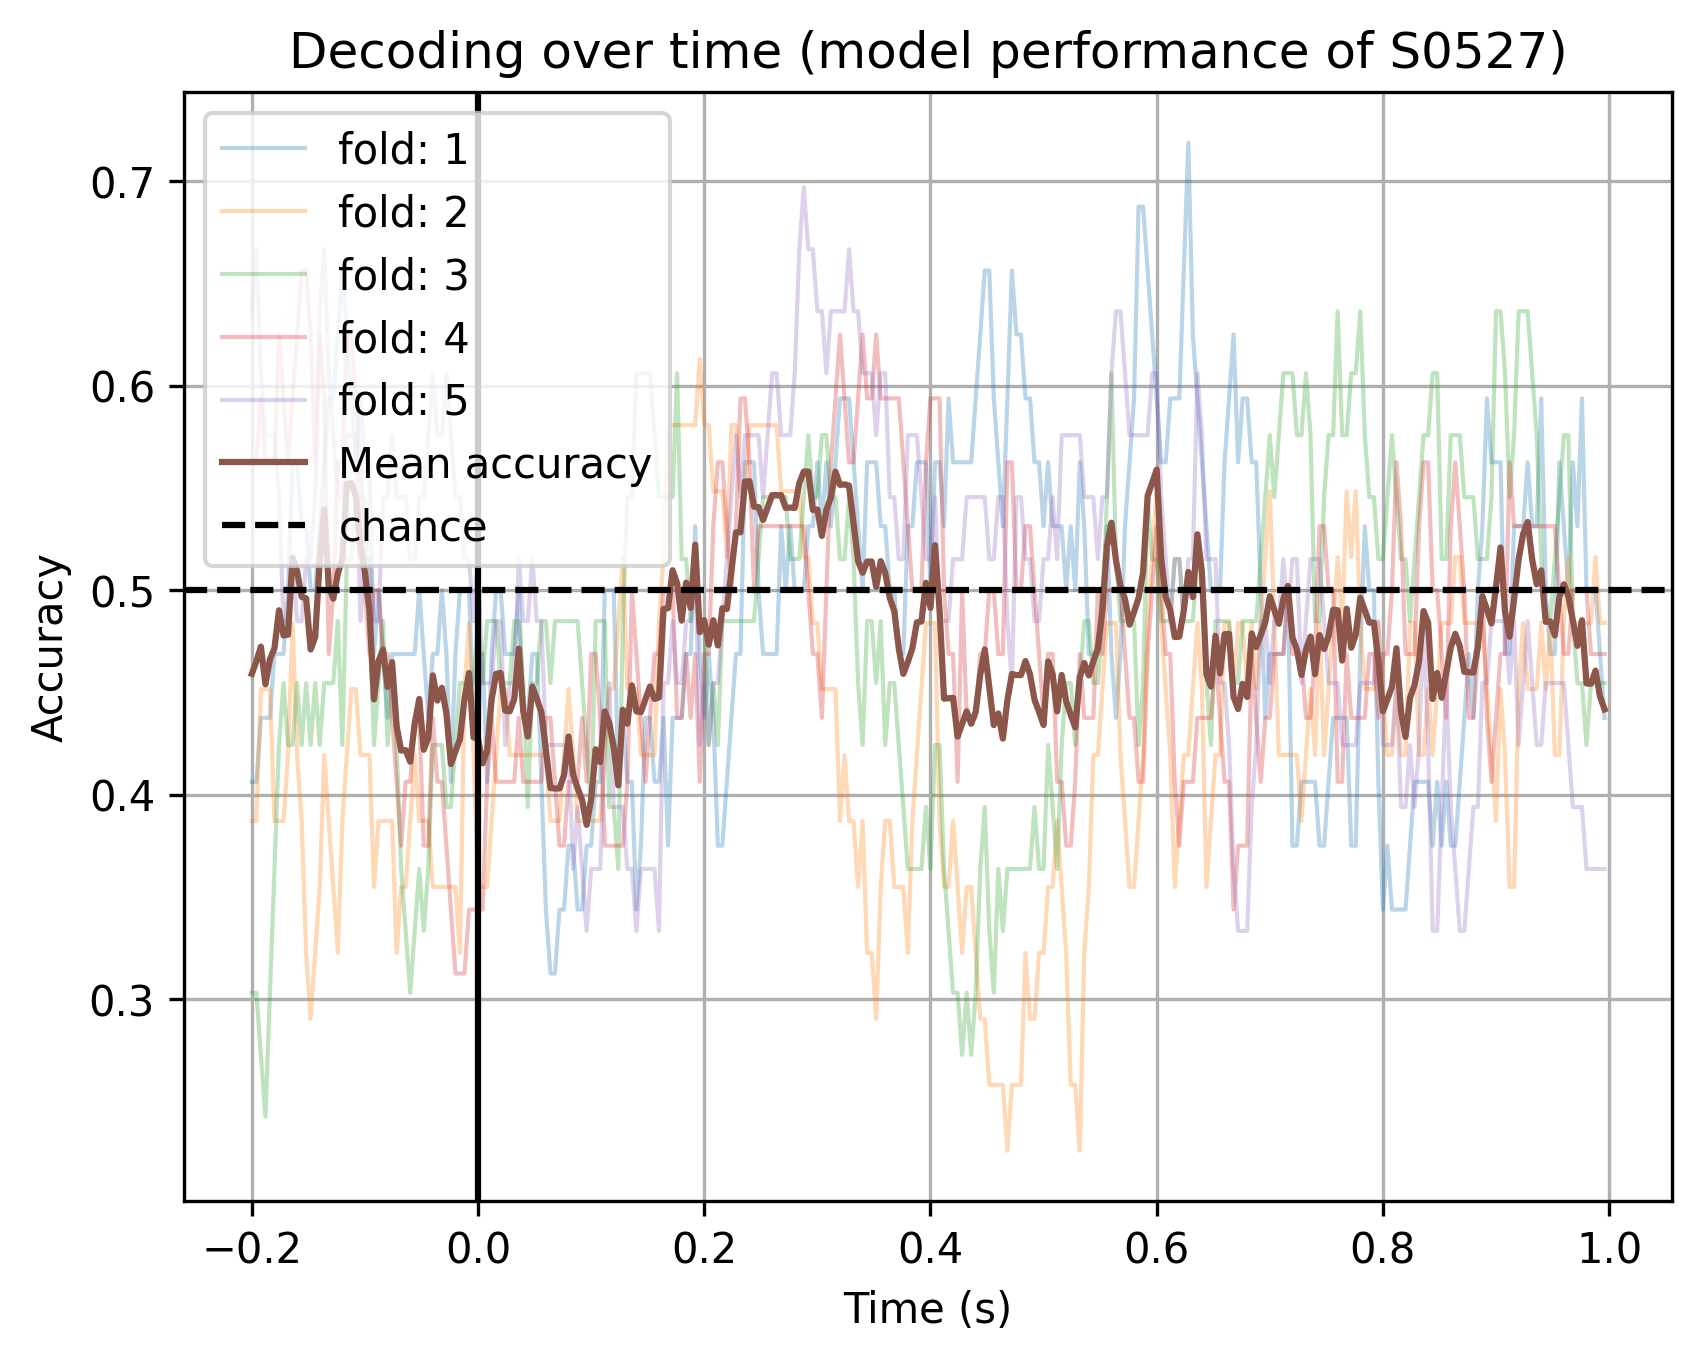 Decoding over time (model performance of S0527)
fold: 1
fold: 2
fold: 3
fold: 4
fold: 5
Mean accuracy
chance
Accuracy
0.7
0.6
0.5
0.4
0.3
−0.2 0.0 0.2 0.4 0.6 0.8 1.0
Time (s)